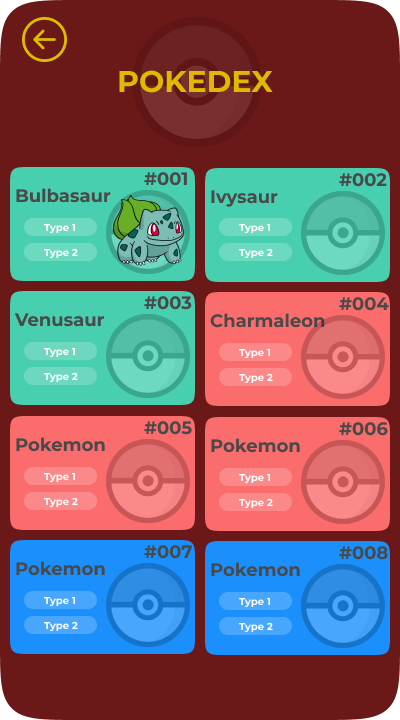 POKEDEX
#001
Bulbasaur
Type 1
Type 2
#002
Ivysaur
Type 1
Type 2
#003
Venusaur
Type 1
Type 2
#004
Charmaleon
Type 1
Type 2
#005
Pokemon
Type 1
Type 2
#006
Pokemon
Type 1
Type 2
#007
Pokemon
Type 1
Type 2
#008
Pokemon
Type 1
Type 2